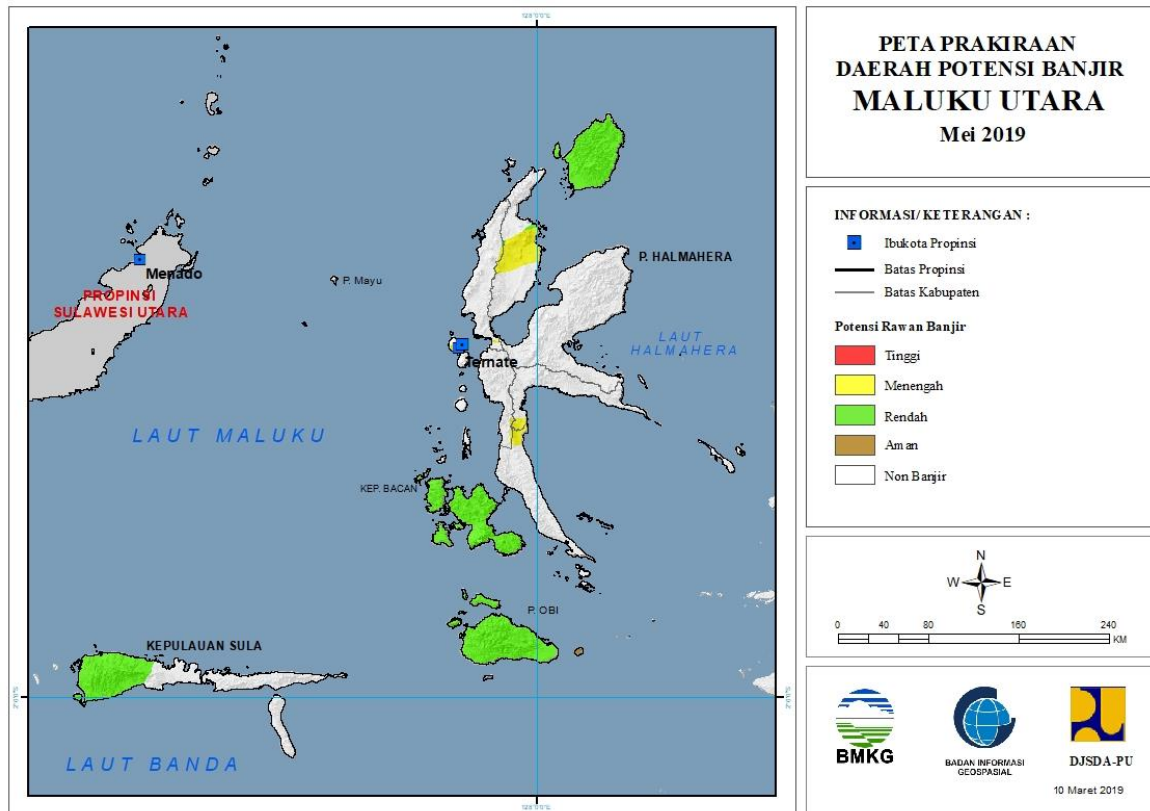 PETA PRAKIRAAN
DAERAH POTENSI BANJIR
MALUKU UTARA
Mei 2019
INFORMASI/ KETERANGAN :
Ibukota Propinsi
Batas Propinsi
Batas Kabupaten
Potensi Rawan Banjir
Tinggi
Menengah
Rendah
Aman
Non Banjir
N
W E
S
0 40 80 160 240
KM
BMKG
BADAN INFORMASI
GEOSPASIAL
DJSDA-PU
10 Maret 2019
Menado
PROPINSI
SULAWESI UTARA
P. Mayu
P. HALMAHERA
LAUT
HALMAHERA
Ternate
LAUT MALUKU
KEP. BACAN
P. OBI
KEPULAUAN SULA
LAUT BANDA